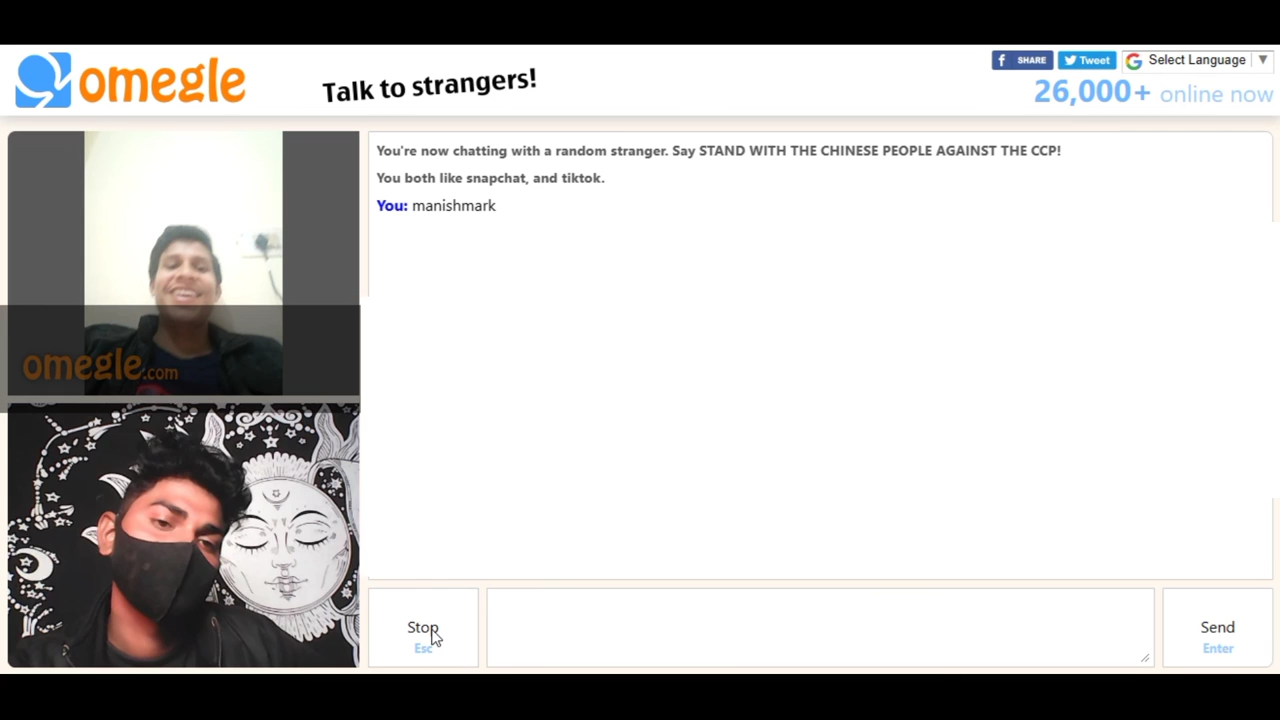 omegle
Talk to strangers!
f SHARE
Tweet
G Select Language ▼
26,000+ online now
You're now chatting with a random stranger. Say STAND WITH THE CHINESE PEOPLE AGAINST THE CCP!
You both like snapchat, and tiktok.
You: manishmark
omegle.com
Stop
Esc
Send
Enter